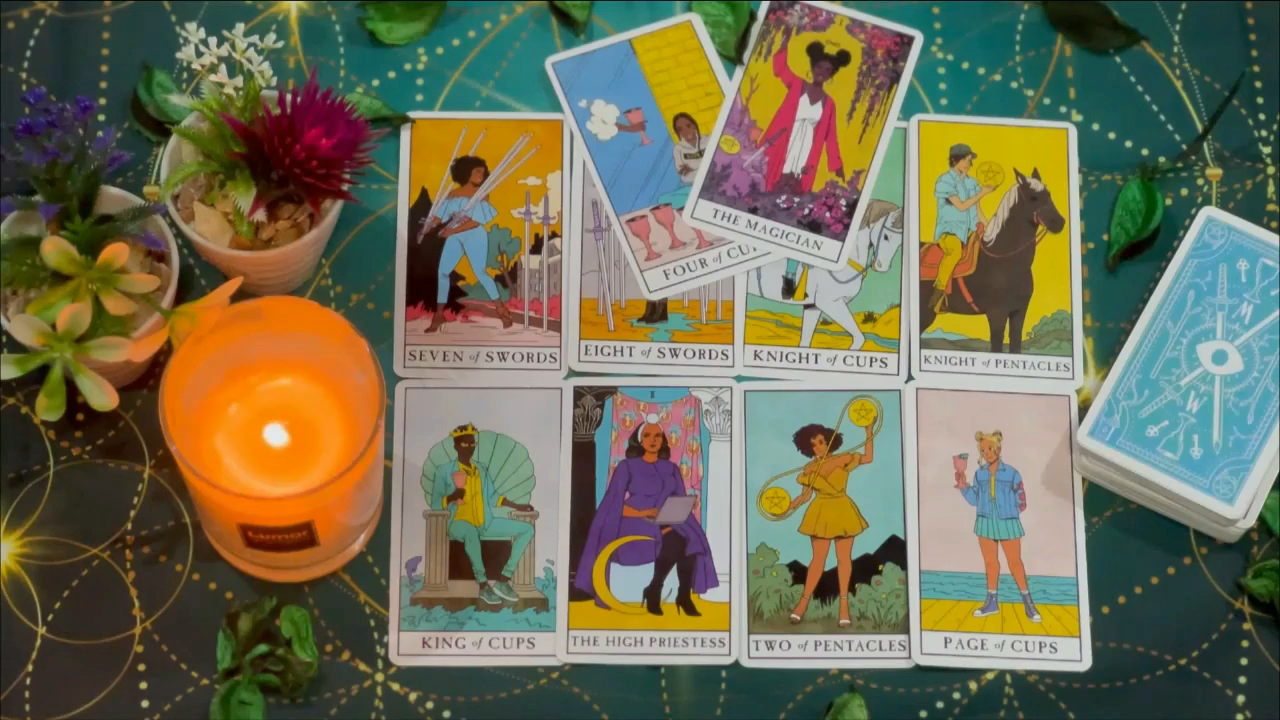 THE MAGICIAN
FOUR of CU
SEVEN of SWORDS
EIGHT of SWORDS
KNIGHT of CUPS
KNIGHT of PENTACLES
II
KING of CUPS
THE HIGH PRIESTESS
TWO of PENTACLES
PAGE of CUPS